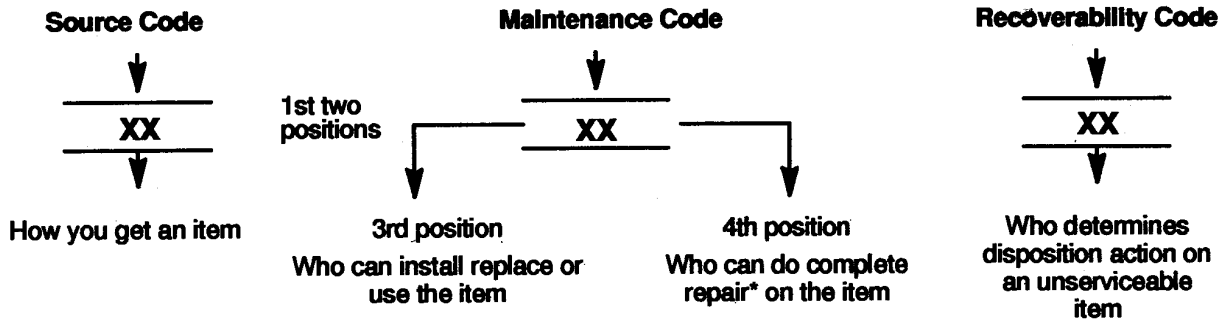 Source Code
Maintenance Code
Recoverability Code
XX
1st two
positions
XX
XX
How you get an item
3rd position
Who can install replace or
use the item
4th position
Who can do complete
repair* on the item
Who determines
disposition action on
an unserviceable
item